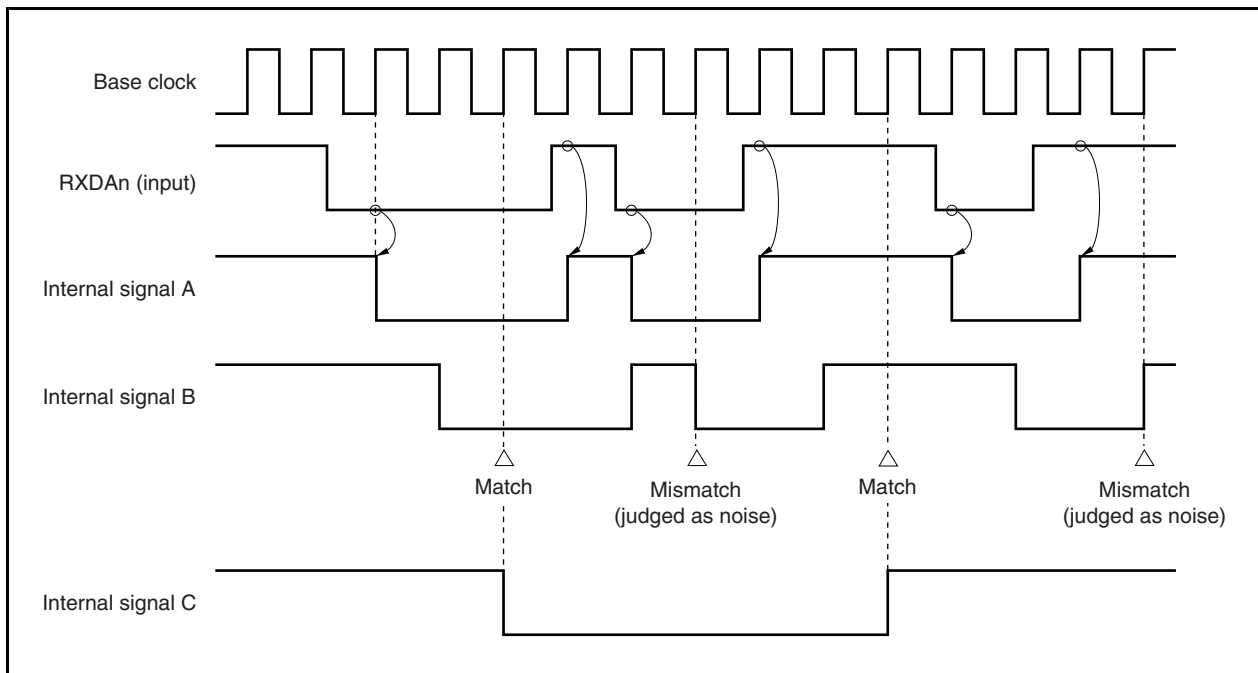 Base clock
RXDAn (input)
Internal signal A
Internal signal B
Match
Mismatch
(judged as noise)
Match
Mismatch
(judged as noise)
Internal signal C